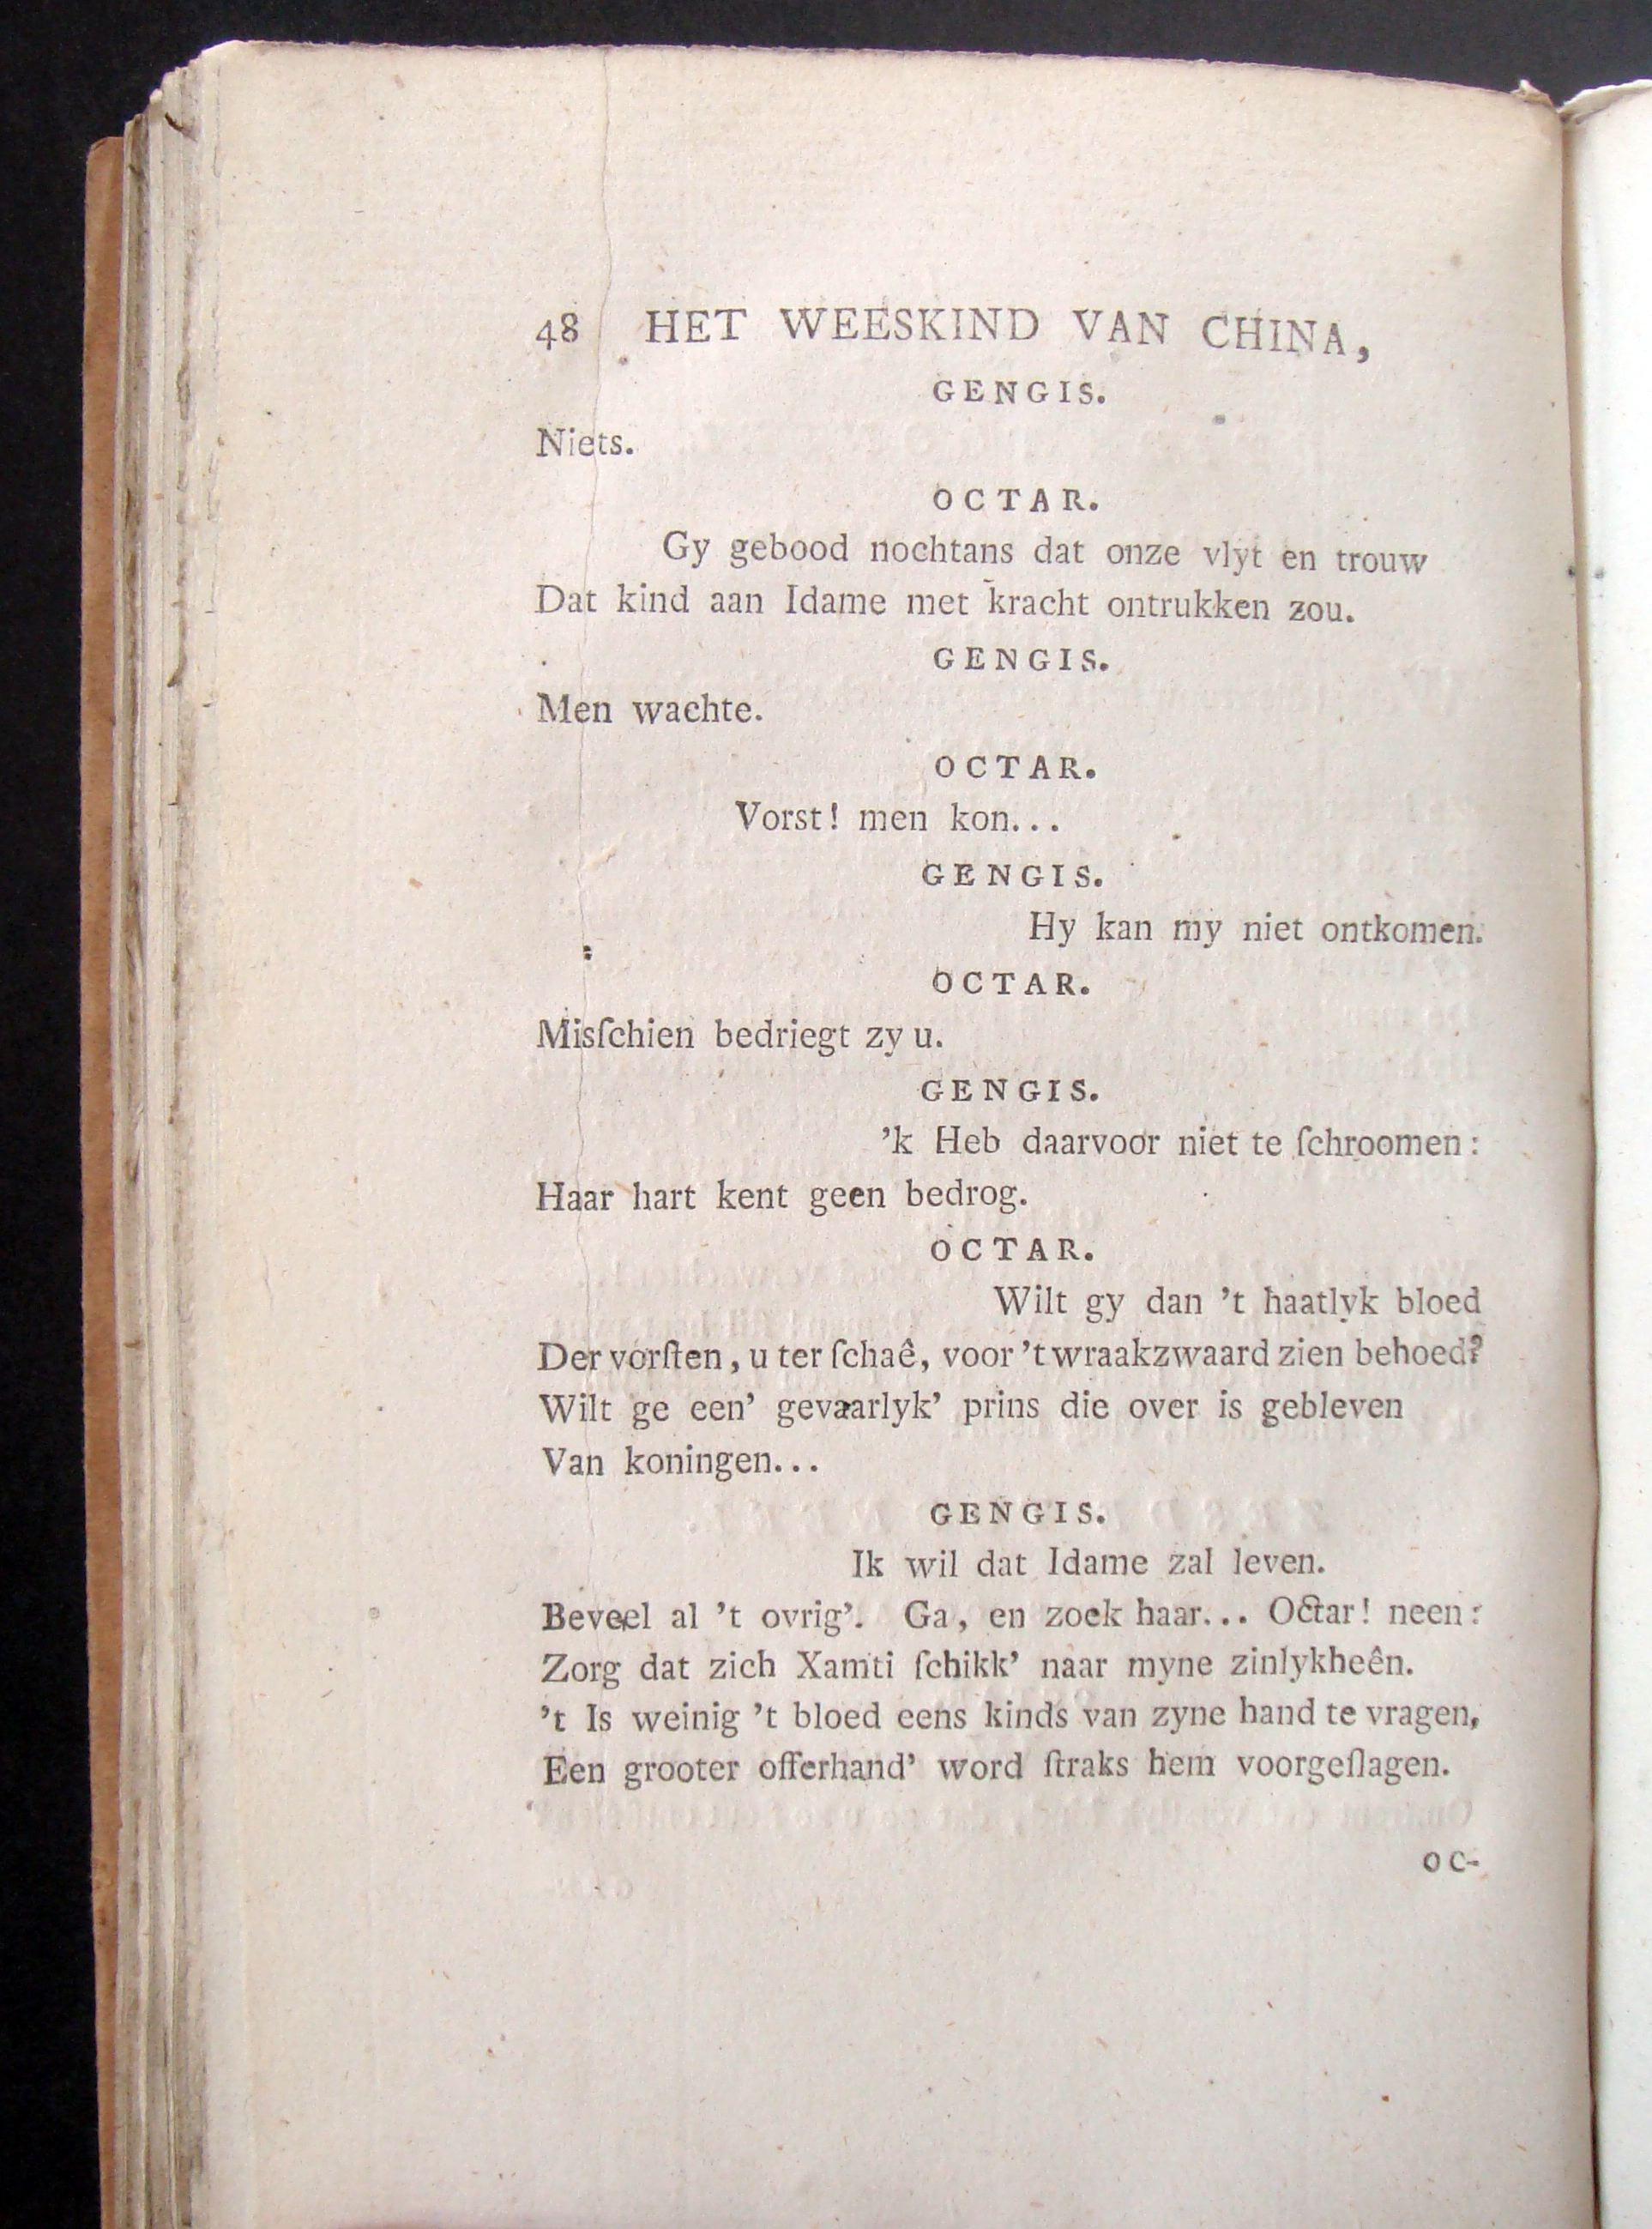 48 HET WEESKIND VAN CHINA,
GENGIS.
Niets.
OCTAR.
Gy gebood nochtans dat onze vlyt en trouw
Dat kind aan Idame met kracht ontrukken zou.
GENGIS.
Men wachte.
OCTAR.
Vorst! men kon...
GENGIS.
Hy kan my niet ontkomen.
OCTAR.
Misſchien bedriegt zy u.
GENGIS.
’k Heb daarvoor niet te ſchroomen:
Haar hart kent geen bedrog.
OCTAR.
Wilt gy dan ’t haatlyk bloed
Der vorſten, u ter ſchaê, voor ’t wraakzwaard zien behoed?
Wilt ge een’ gevaarlyk’ prins die over is gebleven
Van koningen...
GENGIS.
Ik wil dat Idame zal leven.
Beveel al ’t ovrig’. Ga, en zoek haar... Octar! neen:
Zorg dat zich Xamti ſchikk’ naar myne zinlykheên.
’t Is weinig ’t bloed eens kinds van zyne hand te vragen,
Een grooter offerhand’ word ſtraks hem voorgeſlagen.
OC-